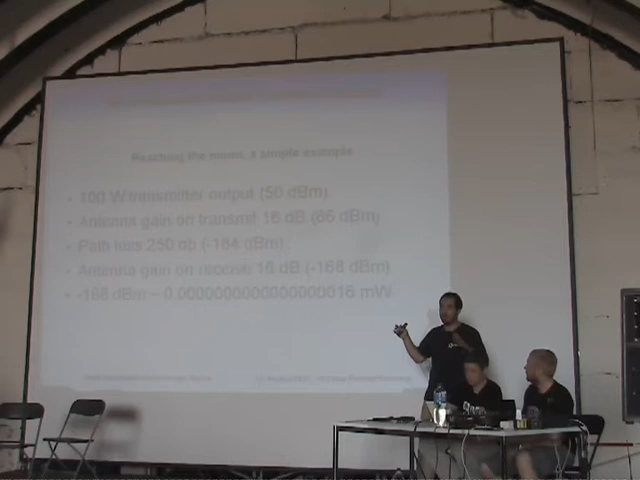 Reaching the moon, a simple example
- 100 W transmitter output (50 dBm)
- Antenna gain on transmit 16 dB (66 dBm)
- Path loss 250 db (-184 dBm)
- Antenna gain on receive 16 dB (-168 dBm)
- -168 dBm = 0.000000000000000016 mW